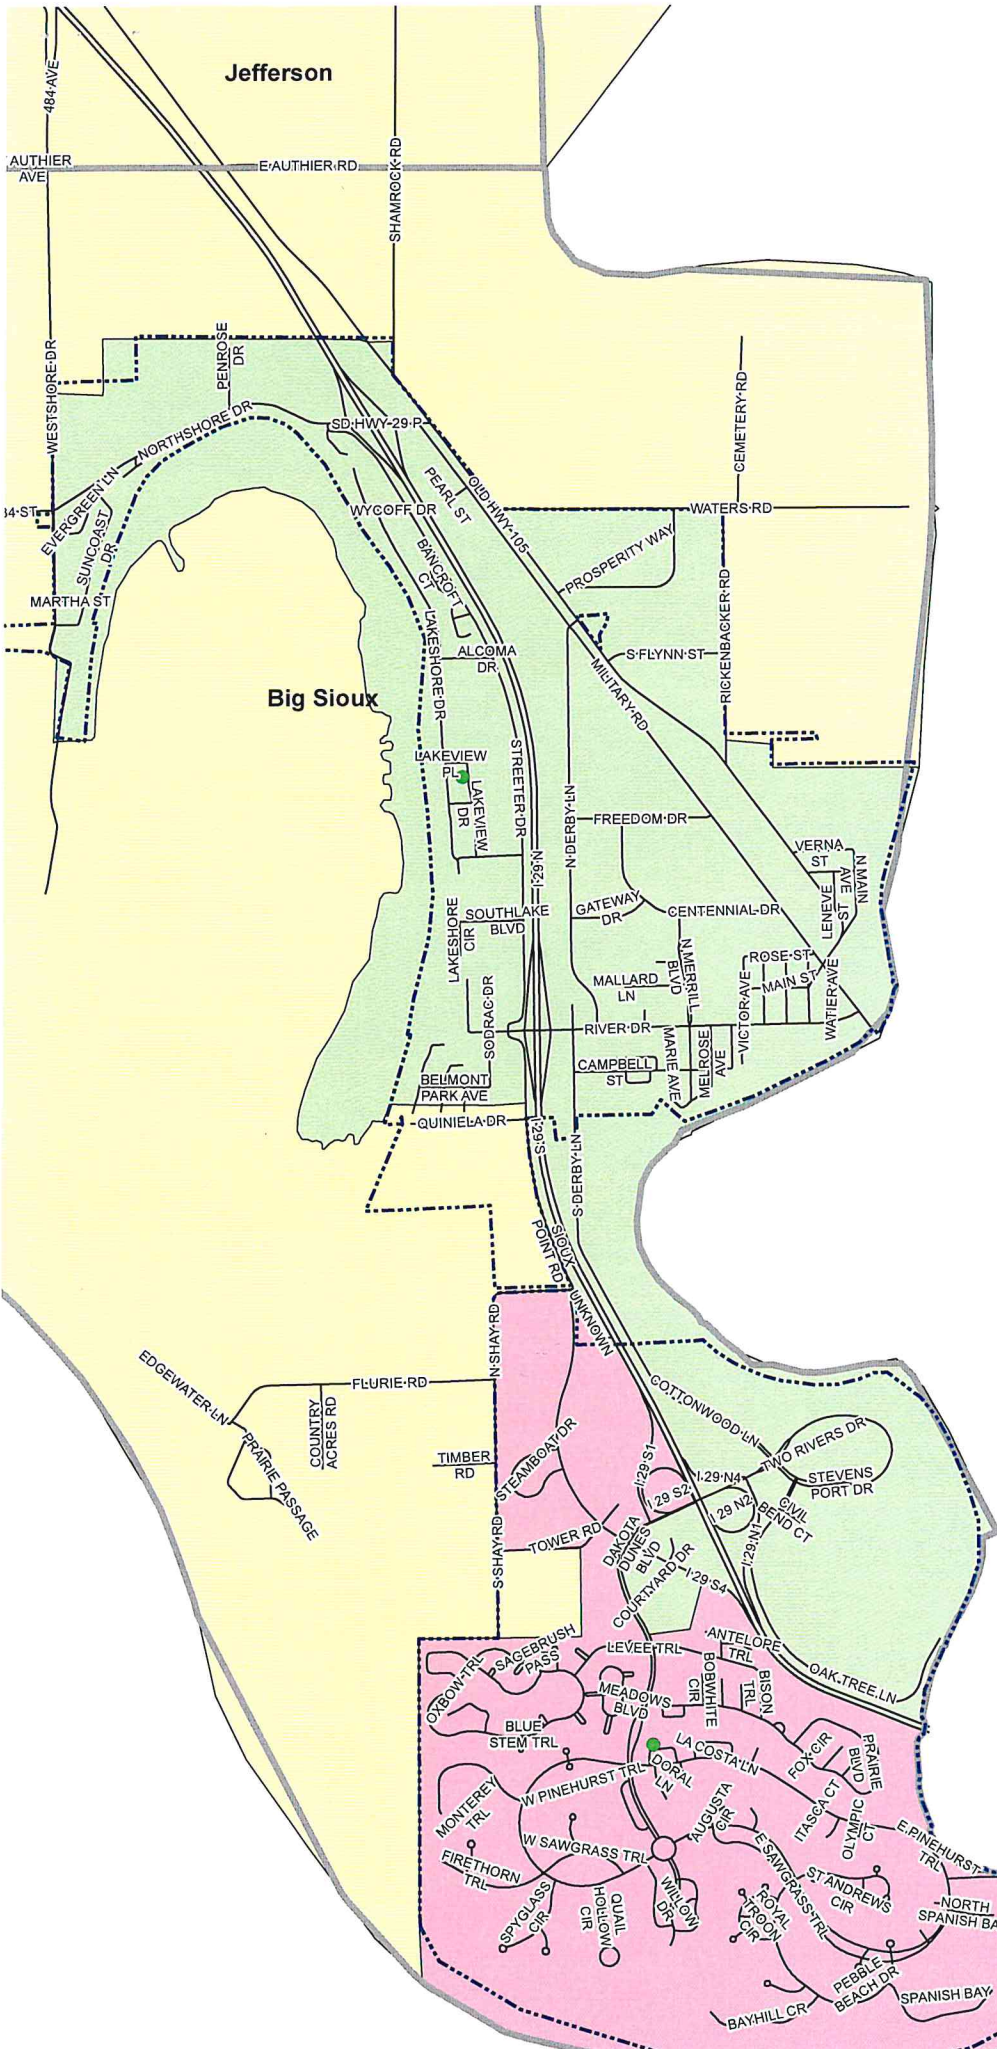 Jefferson
484 AVE
AUTHIER
AVE
E AUTHIER RD
SHAMROCK RD
WESTSHORE DR
PENROSE
DR
NORTHSHORE DR
SD HWY 29 P
CEMETERY RD
EVERGREEN LN
SUNCOAST
DR
MARTHA ST
WYCOFF DR
PEARL ST
OLD HWY 105
WATERS RD
PROSPERITY WAY
BANCROFT
CT
LAKESHORE DR
ALCOMA
DR
S FLYNN ST
RICKENBACKER RD
MILITARY RD
Big Sioux
LAKEVIEW
PL
LAKEVIEW
DR
STREETER DR
I 29 N
N DERBY LN
FREEDOM DR
VERNA
ST
N MAIN
ST
LENEVE
AVE
GATEWAY
DR
CENTENNIAL DR
LAKESHORE
CIR
SOUTHLAKE
BLVD
N MERRILL
BLVD
ROSE ST
MAIN ST
MALLARD
LN
VICTOR AVE
WATIER AVE
SODRAC DR
RIVER DR
CAMPBELL
ST
MARIE AVE
MELROSE
AVE
BELMONT
PARK AVE
QUINIELA DR
I 29 S
S DERBY LN
SIOUX
POINT RD
UNKNOWN
N SHAY RD
EDGEWATER LN
FLURIE RD
COUNTRY
ACRES RD
PRAIRIE PASSAGE
TIMBER
RD
STEAMBOAT DR
COTTONWOOD LN
TWO RIVERS DR
STEVENS
PORT DR
I 29 S1
I 29 N4
I 29 S2
I 29 N2
CIVIL
BEND CT
I 29 N1
S SHAY RD
TOWER RD
DAKOTA
DUNES
BLVD
COURTYARD DR
I 29 S4
LEVEE TRL
ANTELOPE
TRL
OAK TREE LN
OXBOW TRL
SAGEBRUSH
PASS
MEADOWS
BLVD
BOBWHITE
CIR
BISON
TRL
BLUE
STEM TRL
LA COSTA LN
FOX CIR
PRAIRIE
BLVD
W PINEHURST TRL
DORAL
LN
MONTEREY
TRL
AUGUSTA
CIR
ITASCA CT
OLYMPIC
CT
E PINEHURST
TRL
W SAWGRASS TRL
E SAWGRASS TRL
FIRETHORN
TRL
SPYGLASS
CIR
QUAIL
HOLLOW
CIR
WILLOW
DR
ROYAL
TROON
CIR
ST ANDREWS
CIR
NORTH
SPANISH BA
PEBBLE
BEACH DR
SPANISH BAY
BAYHILL CR